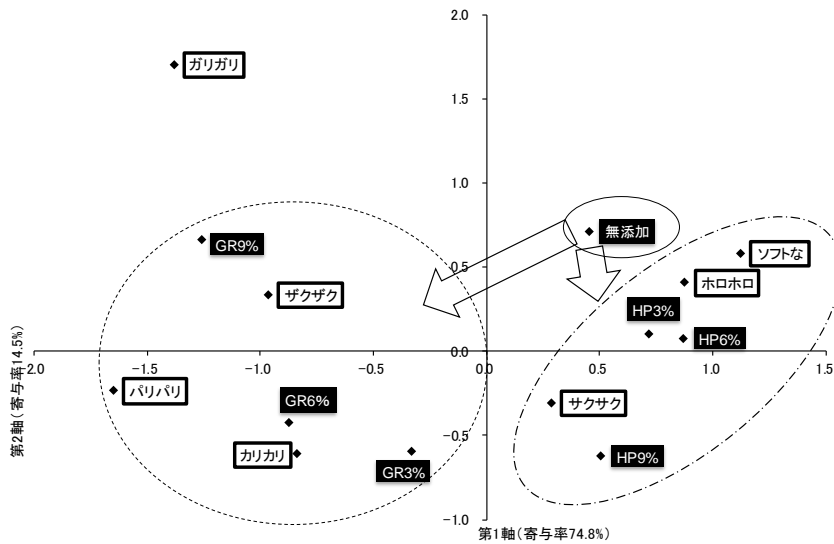 2.0
ガリガリ
1.5
1.0
無添加
GR9%
ソフトな
0.5
ホロホロ
ザクザク
HP3%
HP6%
0.0
2.0
−1.5
−1.0
−0.5
0.0
0.5
1.0
1.5
パリパリ
GR6%
サクサク
−0.5
カリカリ
GR3%
HP9%
−1.0
第1軸(寄与率74.8%)
第2軸(寄与率14.5%)